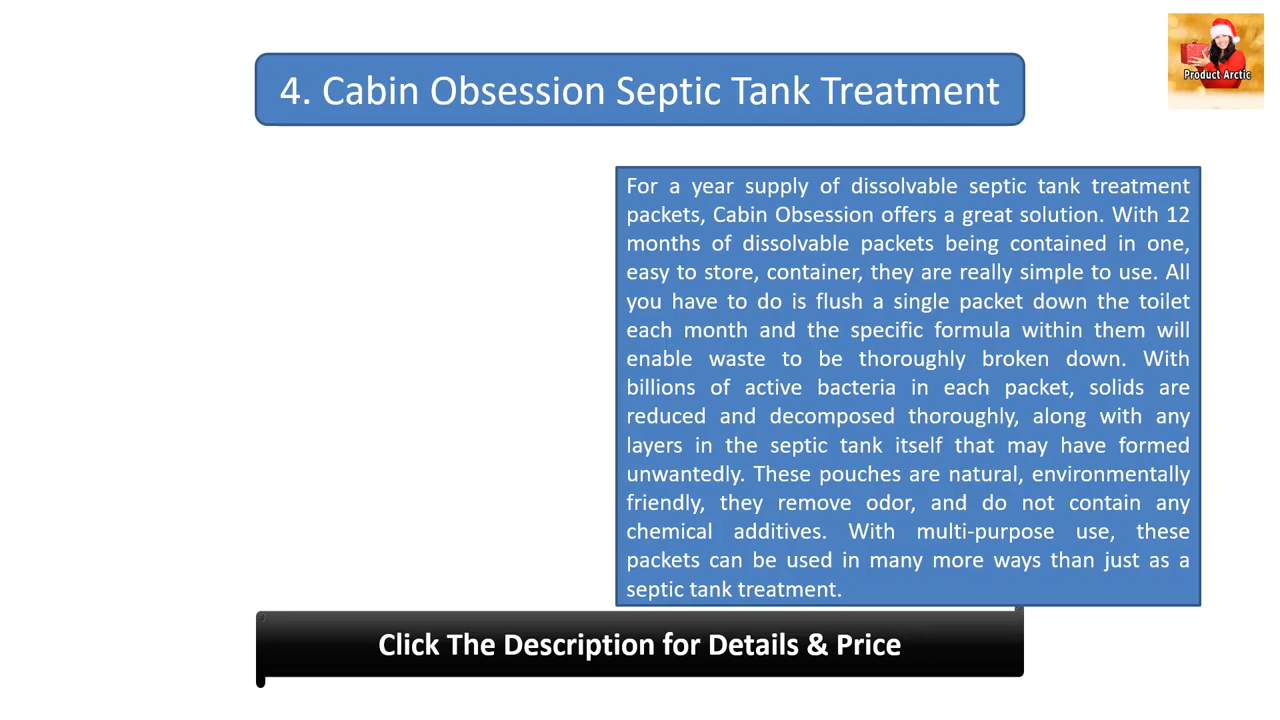 Product Arctic
4. Cabin Obsession Septic Tank Treatment
For a year supply of dissolvable septic tank treatment
packets, Cabin Obsession offers a great solution. With 12
months of dissolvable packets being contained in one,
easy to store, container, they are really simple to use. All
you have to do is flush a single packet down the toilet
each month and the specific formula within them will
enable waste to be thoroughly broken down. With
billions of active bacteria in each packet, solids are
reduced and decomposed thoroughly, along with any
layers in the septic tank itself that may have formed
unwantedly. These pouches are natural, environmentally
friendly, they remove odor, and do not contain any
chemical additives. With multi-purpose use, these
packets can be used in many more ways than just as a
septic tank treatment.
Click The Description for Details & Price